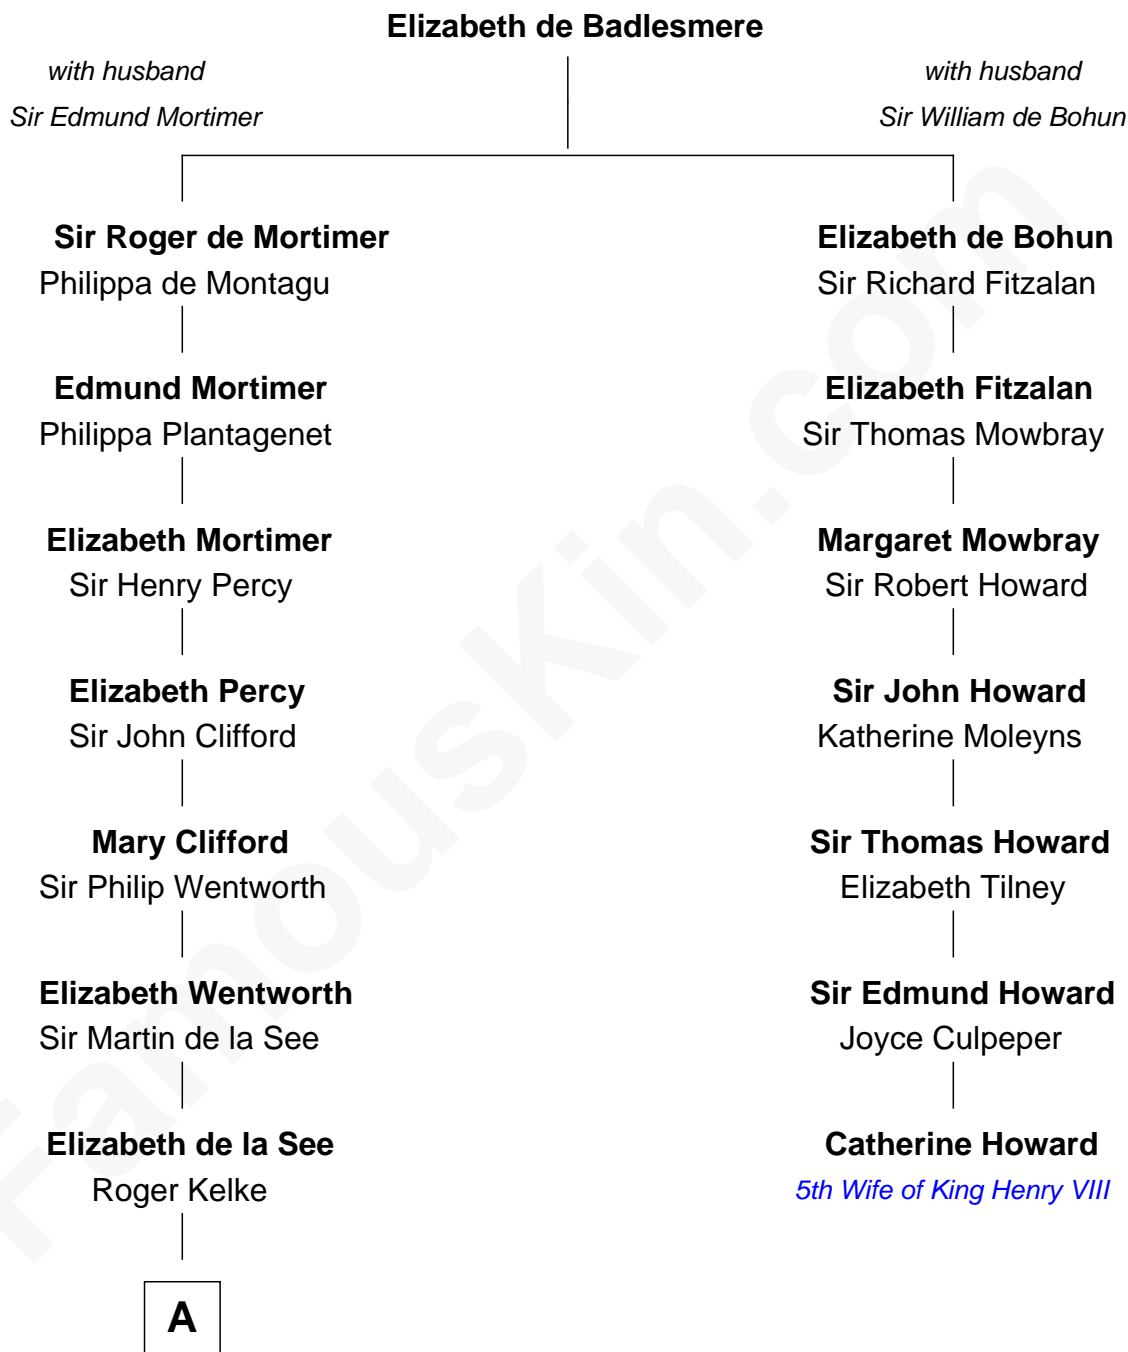 Elizabeth de Badlesmere
with husband
Sir Edmund Mortimer
with husband
Sir William de Bohun
Sir Roger de Mortimer
Philippa de Montagu
Edmund Mortimer
Philippa Plantagenet
Elizabeth Mortimer
Sir Henry Percy
Elizabeth Percy
Sir John Clifford
Mary Clifford
Sir Philip Wentworth
Elizabeth Wentworth
Sir Martin de la See
Elizabeth de la See
Roger Kelke
A
Elizabeth de Bohun
Sir Richard Fitzalan
Elizabeth Fitzalan
Sir Thomas Mowbray
Margaret Mowbray
Sir Robert Howard
Sir John Howard
Katherine Moleyns
Sir Thomas Howard
Elizabeth Tilney
Sir Edmund Howard
Joyce Culpeper
Catherine Howard
5th Wife of King Henry VIII
FamousKin.com